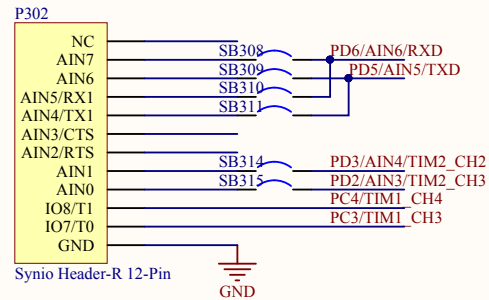 P302
NC
AIN7 SB308 PD6/AIN6/RXD
AIN6 SB309 PD5/AIN5/TXD
AIN5/RX1 SB310
AIN4/TX1 SB311
AIN3/CTS
AIN2/RTS
AIN1 SB314 PD3/AIN4/TIM2_CH2
AIN0 SB315 PD2/AIN3/TIM2_CH3
IO8/T1 PC4/TIM1_CH4
IO7/T0 PC3/TIM1_CH3
GND
Synio Header-R 12-Pin
GND